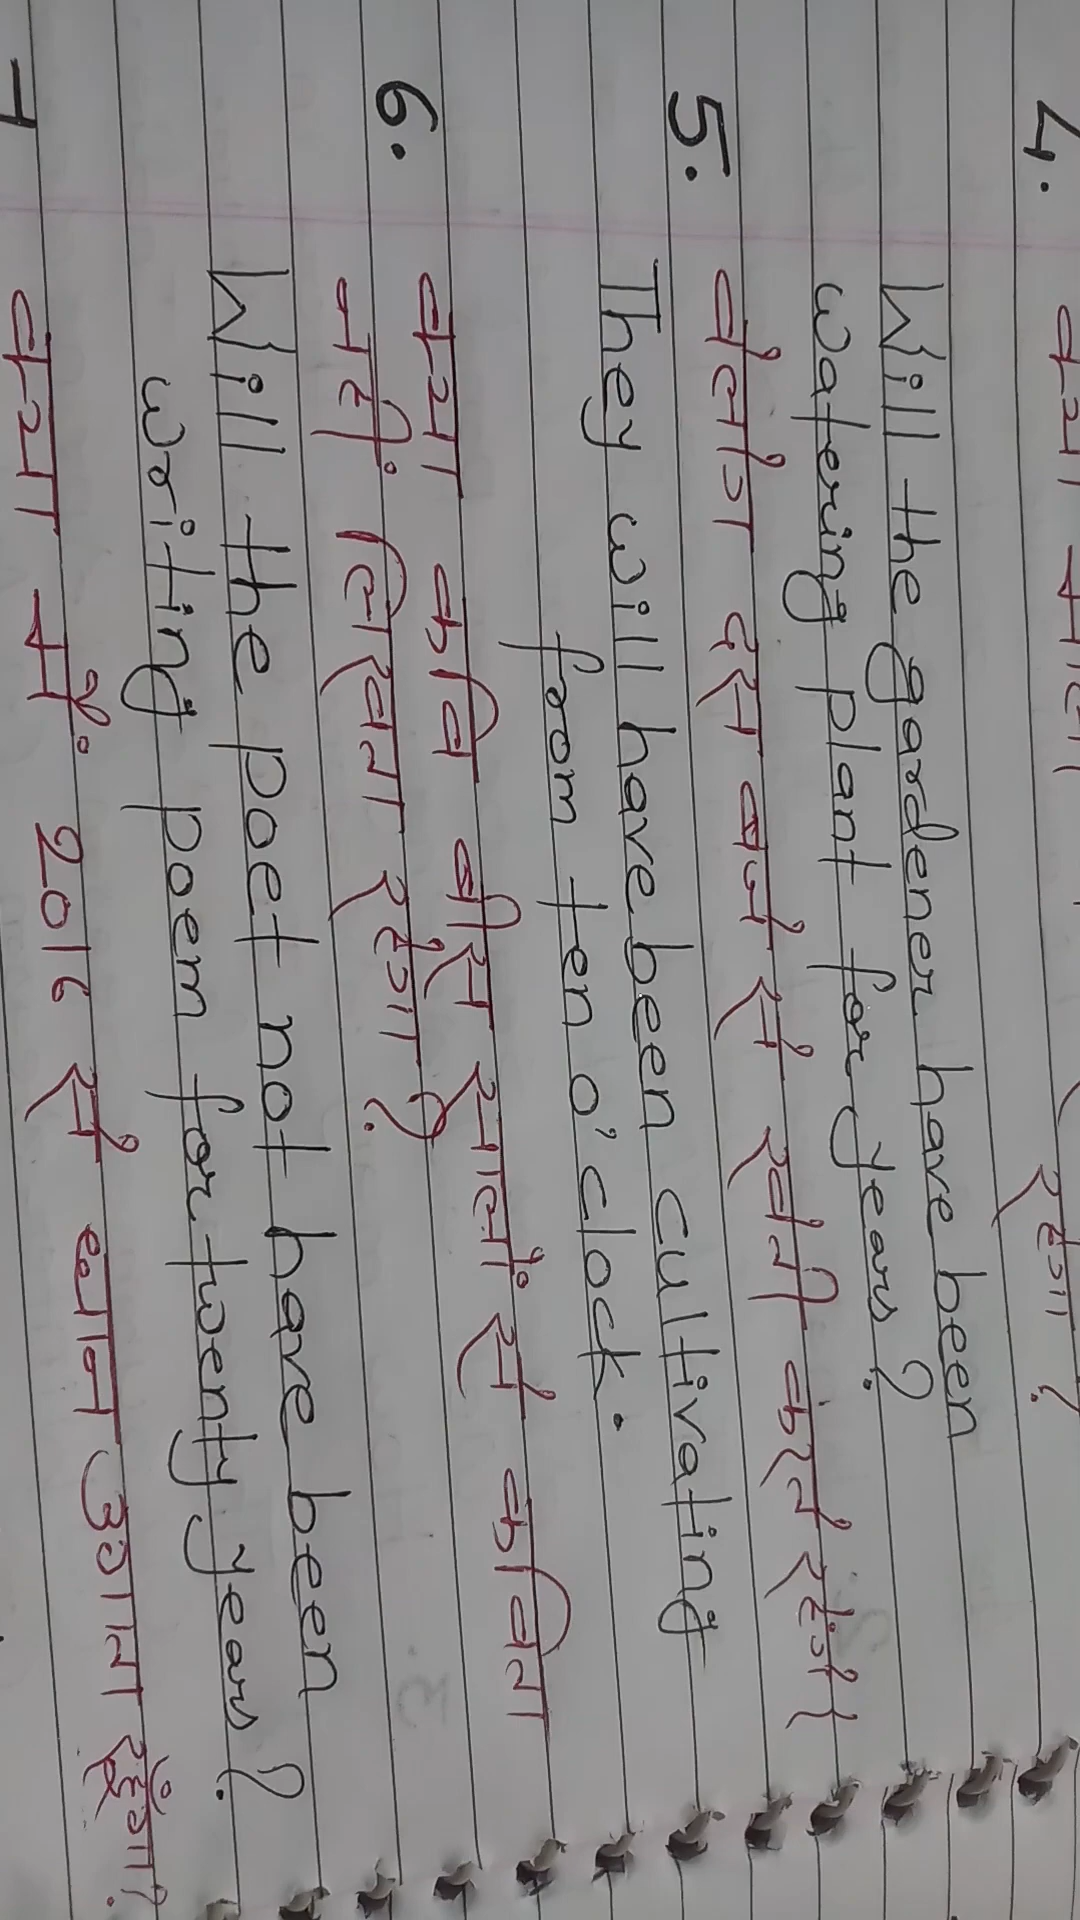 4. क्या माली रहेगा?
Will the gardener have been
watering plant for years?
5. वेलोग दस बजे से खेती करते रहेंगे।
They will have been cultivating
from ten o'clock.
6. क्या कवि बीस सालों से कविता
नहीं लिखता रहेगा?
Will the poet not have been
writing poem for twenty years?
7 क्या मैं 2016 से धान उगाता रहूँगा?